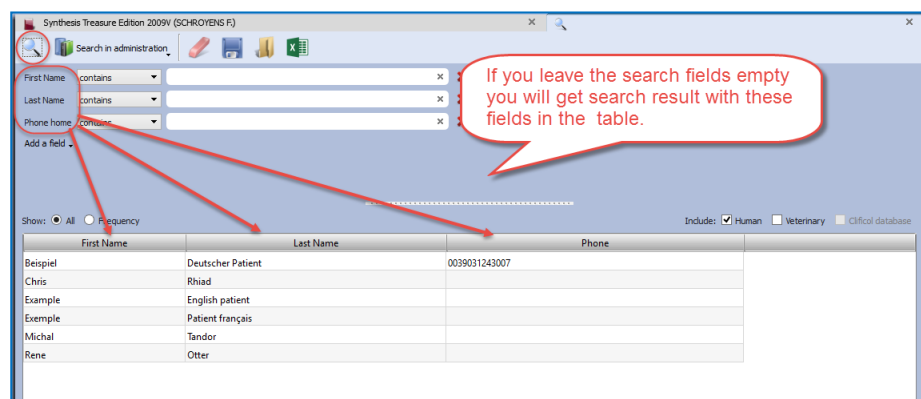 Synthesis Treasure Edition 2009V (SCHROYENS F.)
Search in administration
First Name contains
Last Name contains
Phone home contains
Add a field
If you leave the search fields empty
you will get search result with these
fields in the table.
Show: All Frequency Include: Human Veterinary Clificol database
First Name Last Name Phone
Beispiel Deutscher Patient 0039031243007
Chris Rhiad
Example English patient
Exemple Patient français
Michal Tandor
Rene Otter